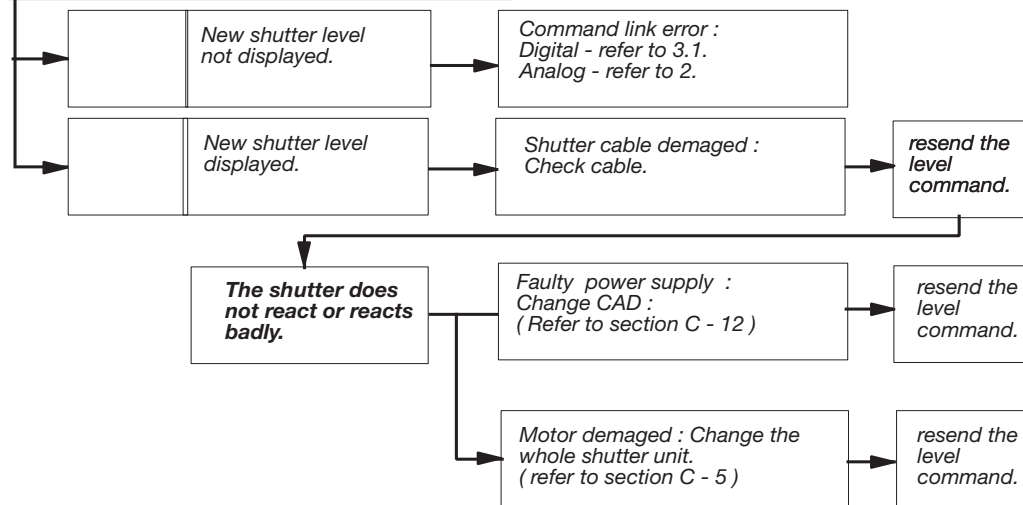 New shutter level
not displayed.
Command link error :
Digital - refer to 3.1.
Analog - refer to 2.
New shutter level
displayed.
Shutter cable demaged :
Check cable.
resend the
level
command.
The shutter does
not react or reacts
badly.
Faulty power supply :
Change CAD :
( Refer to section C - 12 )
resend the
level
command.
Motor demaged : Change the
whole shutter unit.
( refer to section C - 5 )
resend the
level
command.